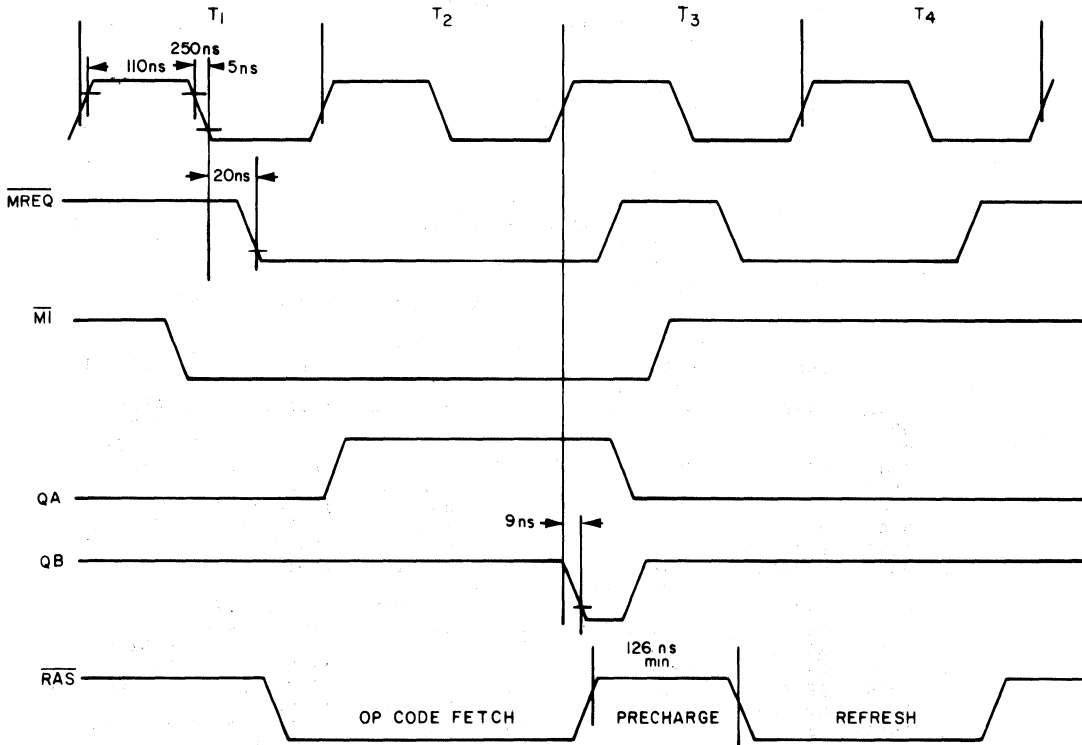 T1 T2 T3 T4
250ns
110ns 5ns
20ns
MREQ
M1
QA
9ns
QB
126 ns
min.
RAS
OP CODE FETCH PRECHARGE REFRESH